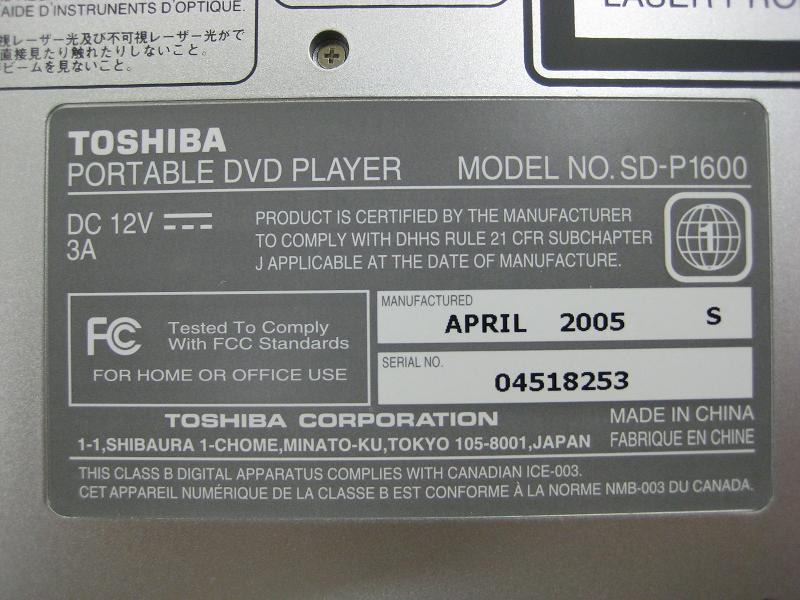 AIDE D'INSTRUMENTS D'OPTIQUE.
視レーザー光及び不可視レーザー光がで
直接見たり触れたりしないこと。
ビームを見ないこと。
TOSHIBA
PORTABLE DVD PLAYER MODEL NO. SD-P1600
DC 12V
3A
PRODUCT IS CERTIFIED BY THE MANUFACTURER
TO COMPLY WITH DHHS RULE 21 CFR SUBCHAPTER
J APPLICABLE AT THE DATE OF MANUFACTURE.
1
FC Tested To Comply
With FCC Standards
FOR HOME OR OFFICE USE
MANUFACTURED
APRIL 2005 S
SERIAL NO.
04518253
TOSHIBA CORPORATION
1-1,SHIBAURA 1-CHOME,MINATO-KU,TOKYO 105-8001,JAPAN
MADE IN CHINA
FABRIQUE EN CHINE
THIS CLASS B DIGITAL APPARATUS COMPLIES WITH CANADIAN ICE-003.
CET APPAREIL NUMÉRIQUE DE LA CLASSE B EST CONFORME À LA NORME NMB-003 DU CANADA.